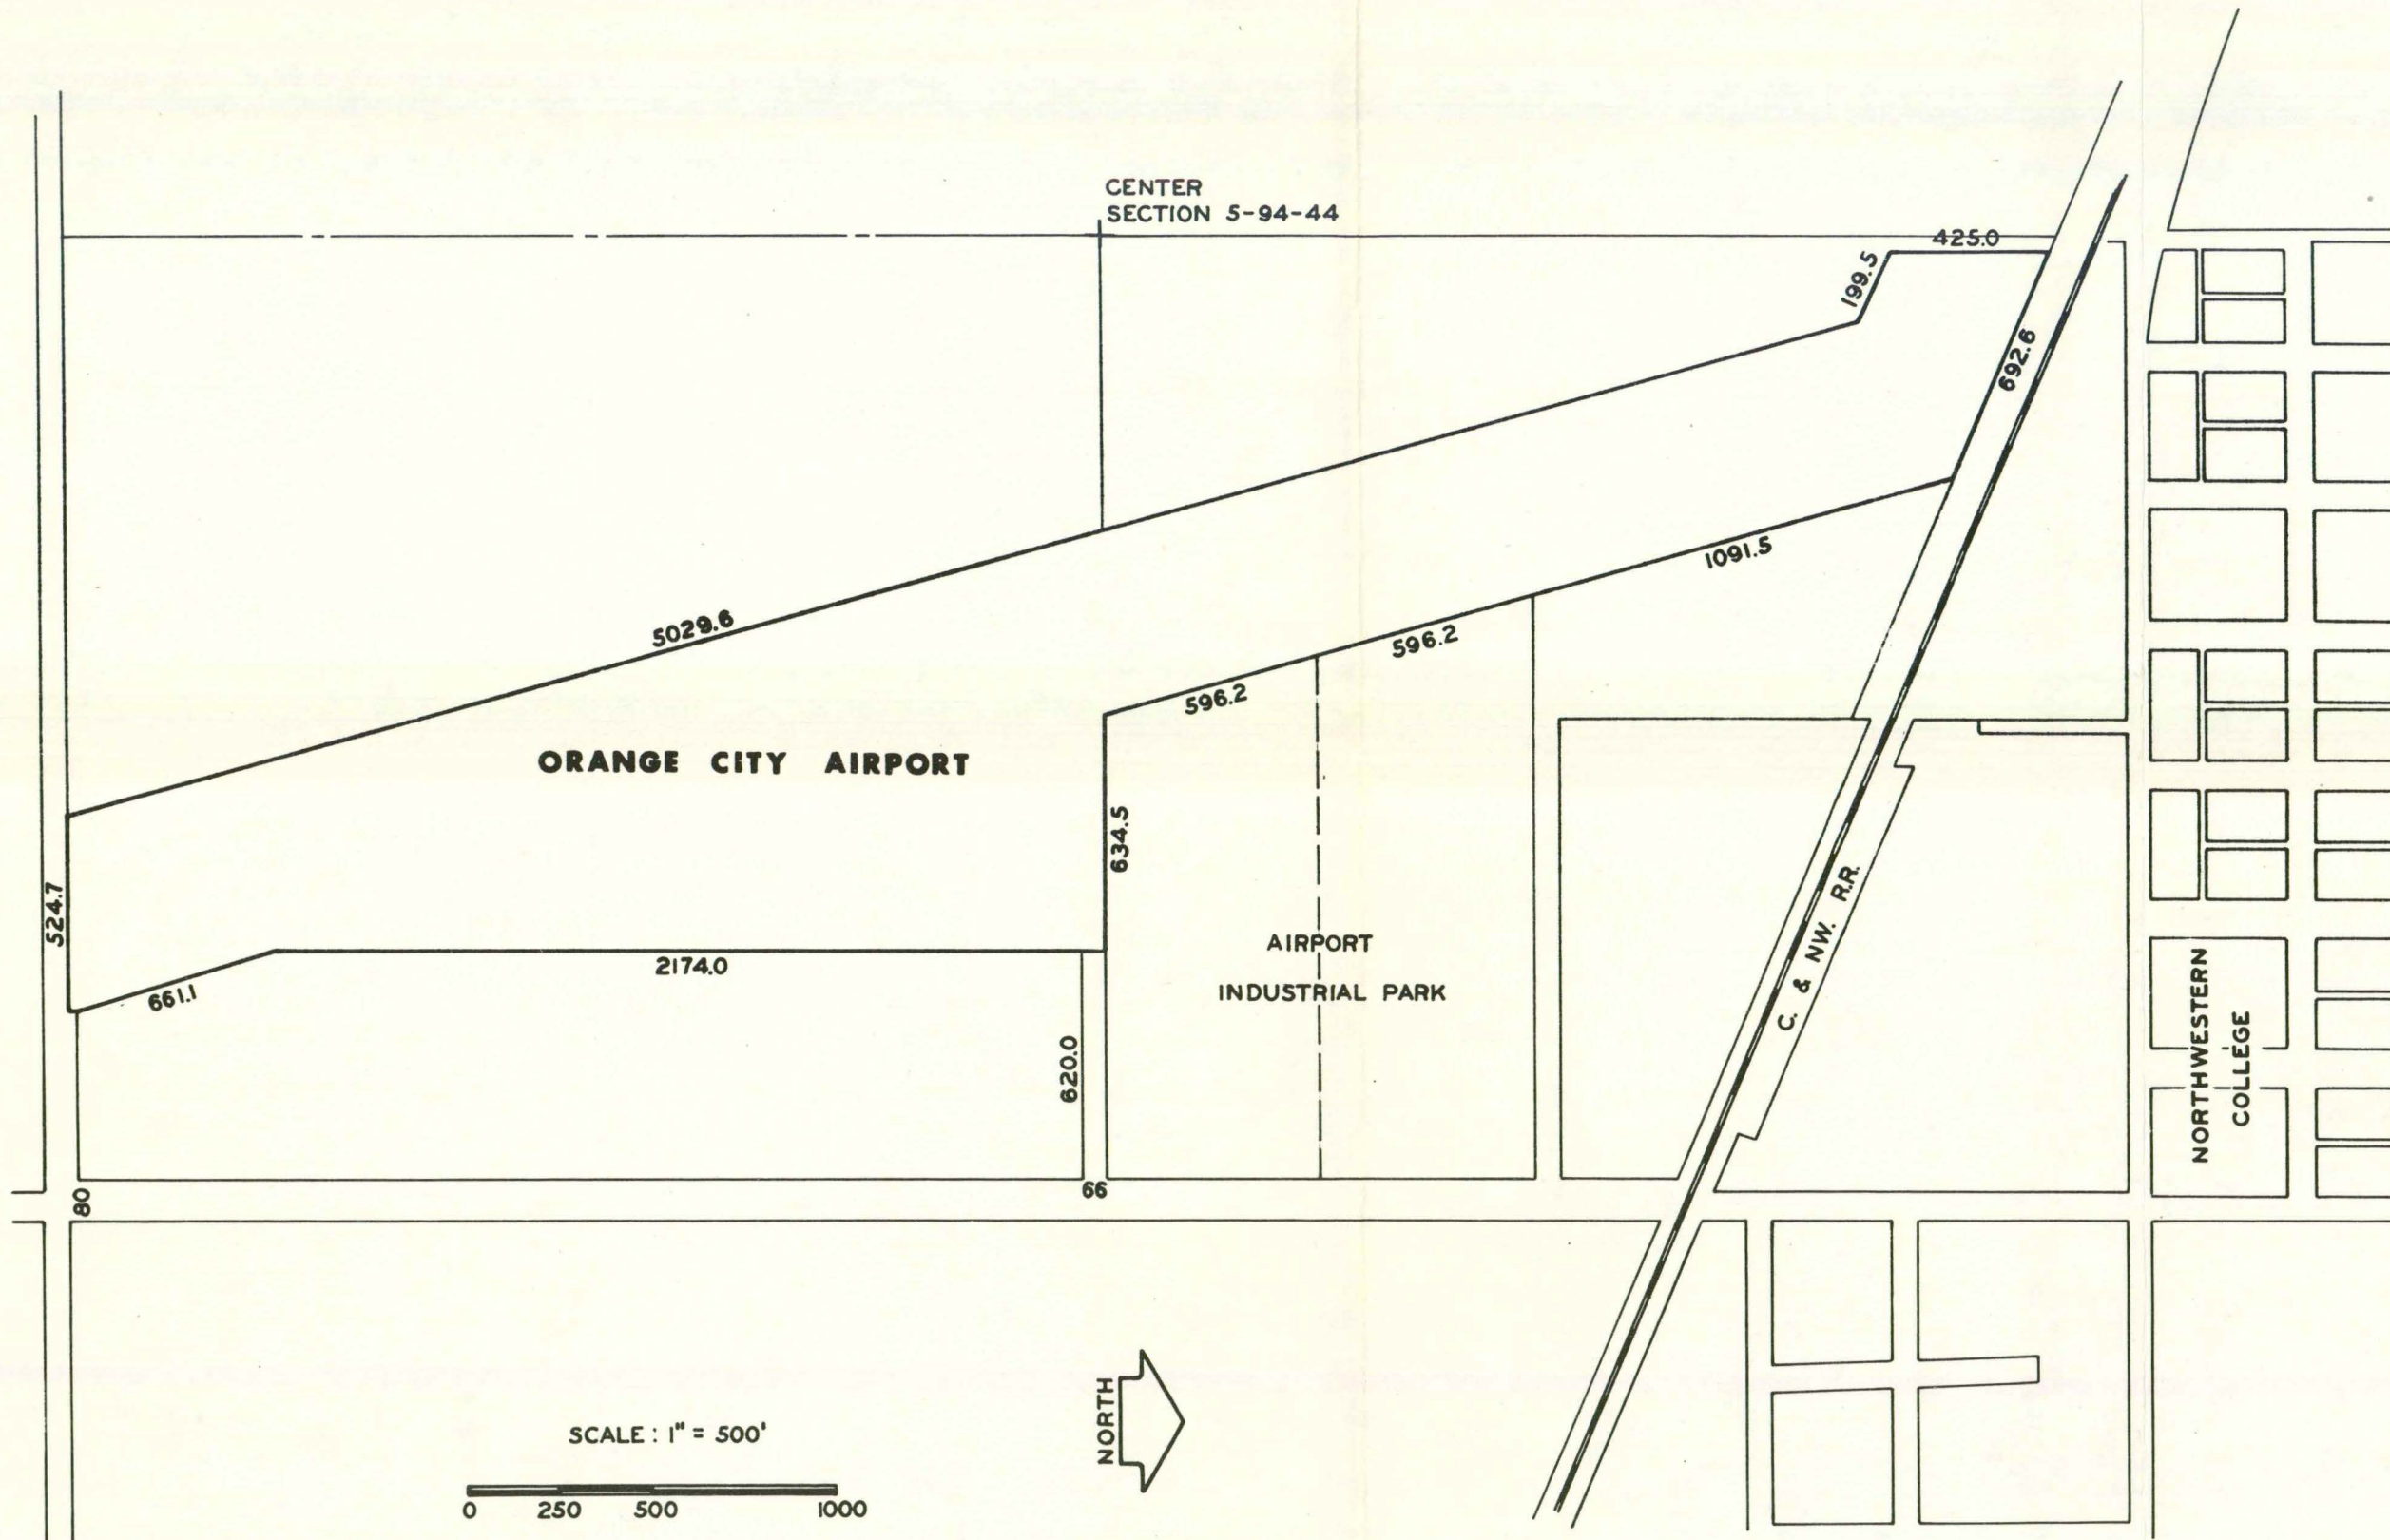 CENTER
SECTION 5-94-44
425.0
199.5
692.6
1091.5
5029.6
596.2
596.2
ORANGE CITY AIRPORT
634.5
524.7
AIRPORT
INDUSTRIAL PARK
2174.0
661.1
620.0
C. & NW. R.R.
NORTHWESTERN
COLLEGE
80
66
NORTH
SCALE : 1" = 500'
0 250 500 1000